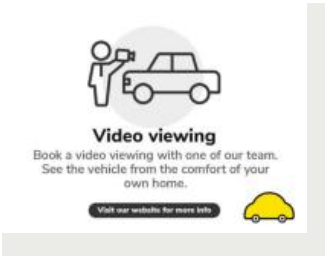 Video viewing
Book a video viewing with one of our team.
See the vehicle from the comfort of your
own home.
Visit our website for more info